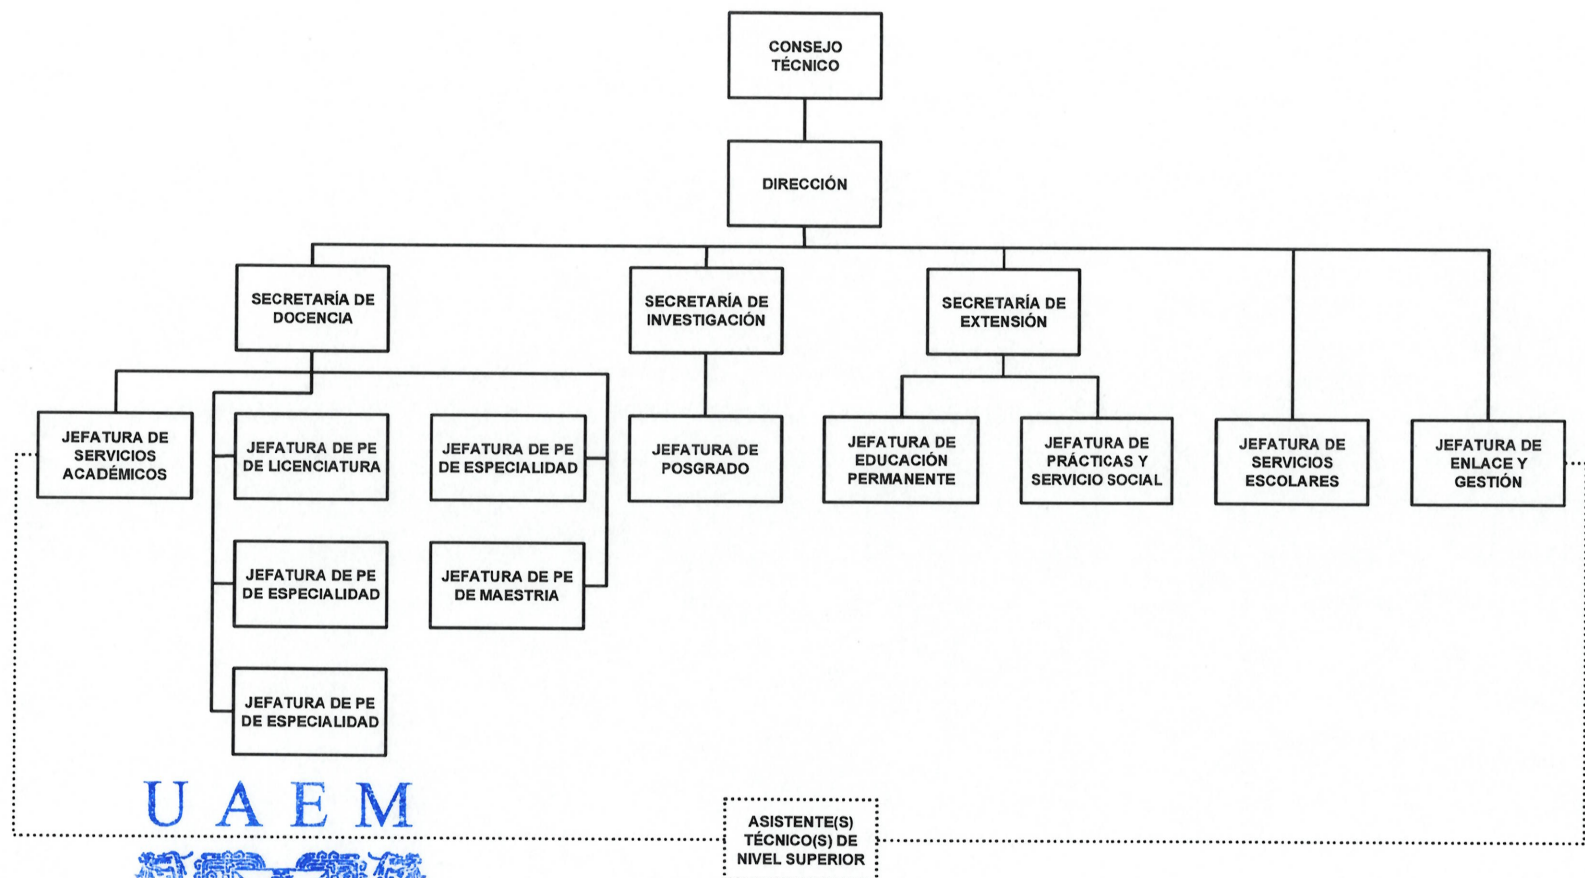 CONSEJO
TÉCNICO
DIRECCIÓN
SECRETARÍA DE
DOCENCIA
SECRETARÍA DE
INVESTIGACIÓN
SECRETARÍA DE
EXTENSIÓN
JEFATURA DE
SERVICIOS
ACADÉMICOS
JEFATURA DE PE
DE LICENCIATURA
JEFATURA DE PE
DE ESPECIALIDAD
JEFATURA DE
POSGRADO
JEFATURA DE
EDUCACIÓN
PERMANENTE
JEFATURA DE
PRÁCTICAS Y
SERVICIO SOCIAL
JEFATURA DE
SERVICIOS
ESCOLARES
JEFATURA DE
ENLACE Y
GESTIÓN
JEFATURA DE PE
DE ESPECIALIDAD
JEFATURA DE PE
DE MAESTRIA
JEFATURA DE PE
DE ESPECIALIDAD
UAEM
ASISTENTE(S)
TÉCNICO(S) DE
NIVEL SUPERIOR